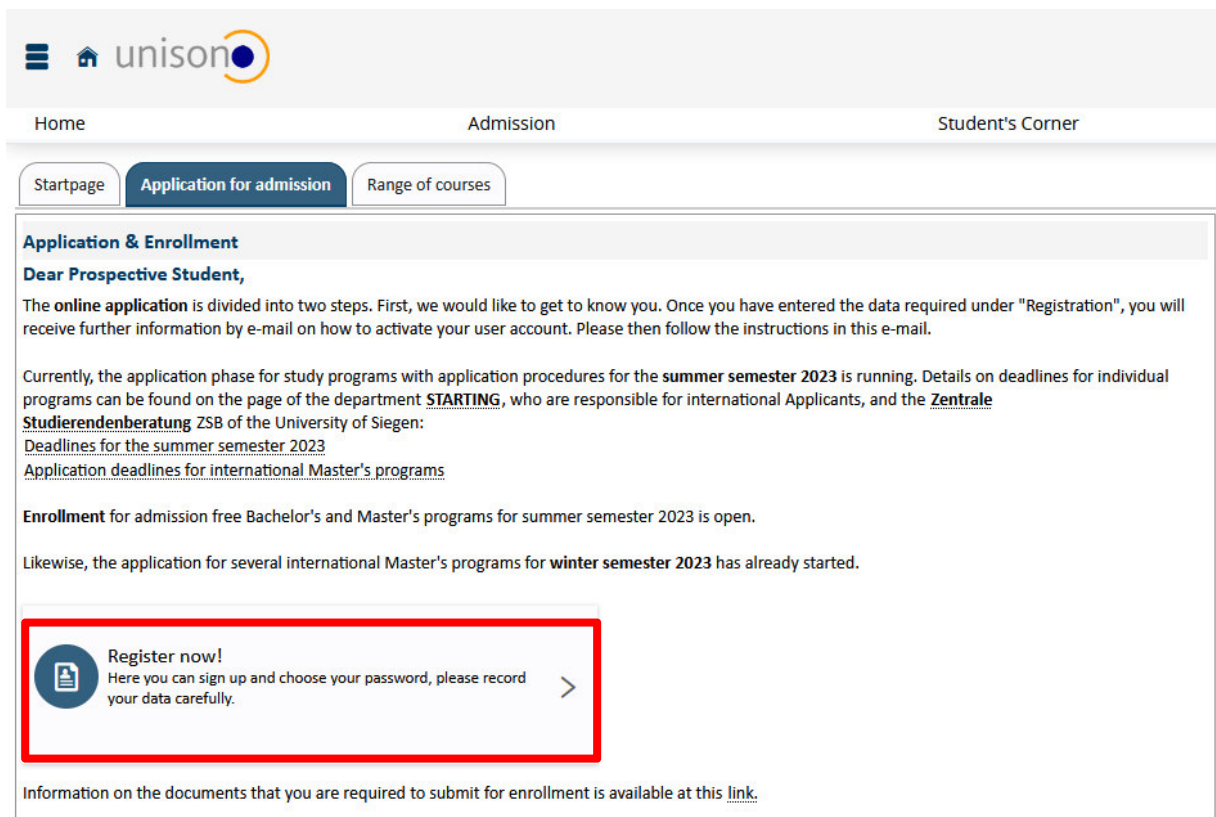 unisono
Home Admission Student's Corner
Startpage Application for admission Range of courses
Application & Enrollment
Dear Prospective Student,
The online application is divided into two steps. First, we would like to get to know you. Once you have entered the data required under "Registration", you will
receive further information by e-mail on how to activate your user account. Please then follow the instructions in this e-mail.
Currently, the application phase for study programs with application procedures for the summer semester 2023 is running. Details on deadlines for individual
programs can be found on the page of the department STARTING, who are responsible for international Applicants, and the Zentrale
Studierendenberatung ZSB of the University of Siegen:
Deadlines for the summer semester 2023
Application deadlines for international Master's programs
Enrollment for admission free Bachelor's and Master's programs for summer semester 2023 is open.
Likewise, the application for several international Master's programs for winter semester 2023 has already started.
Register now!
Here you can sign up and choose your password, please record
your data carefully.
Information on the documents that you are required to submit for enrollment is available at this link.